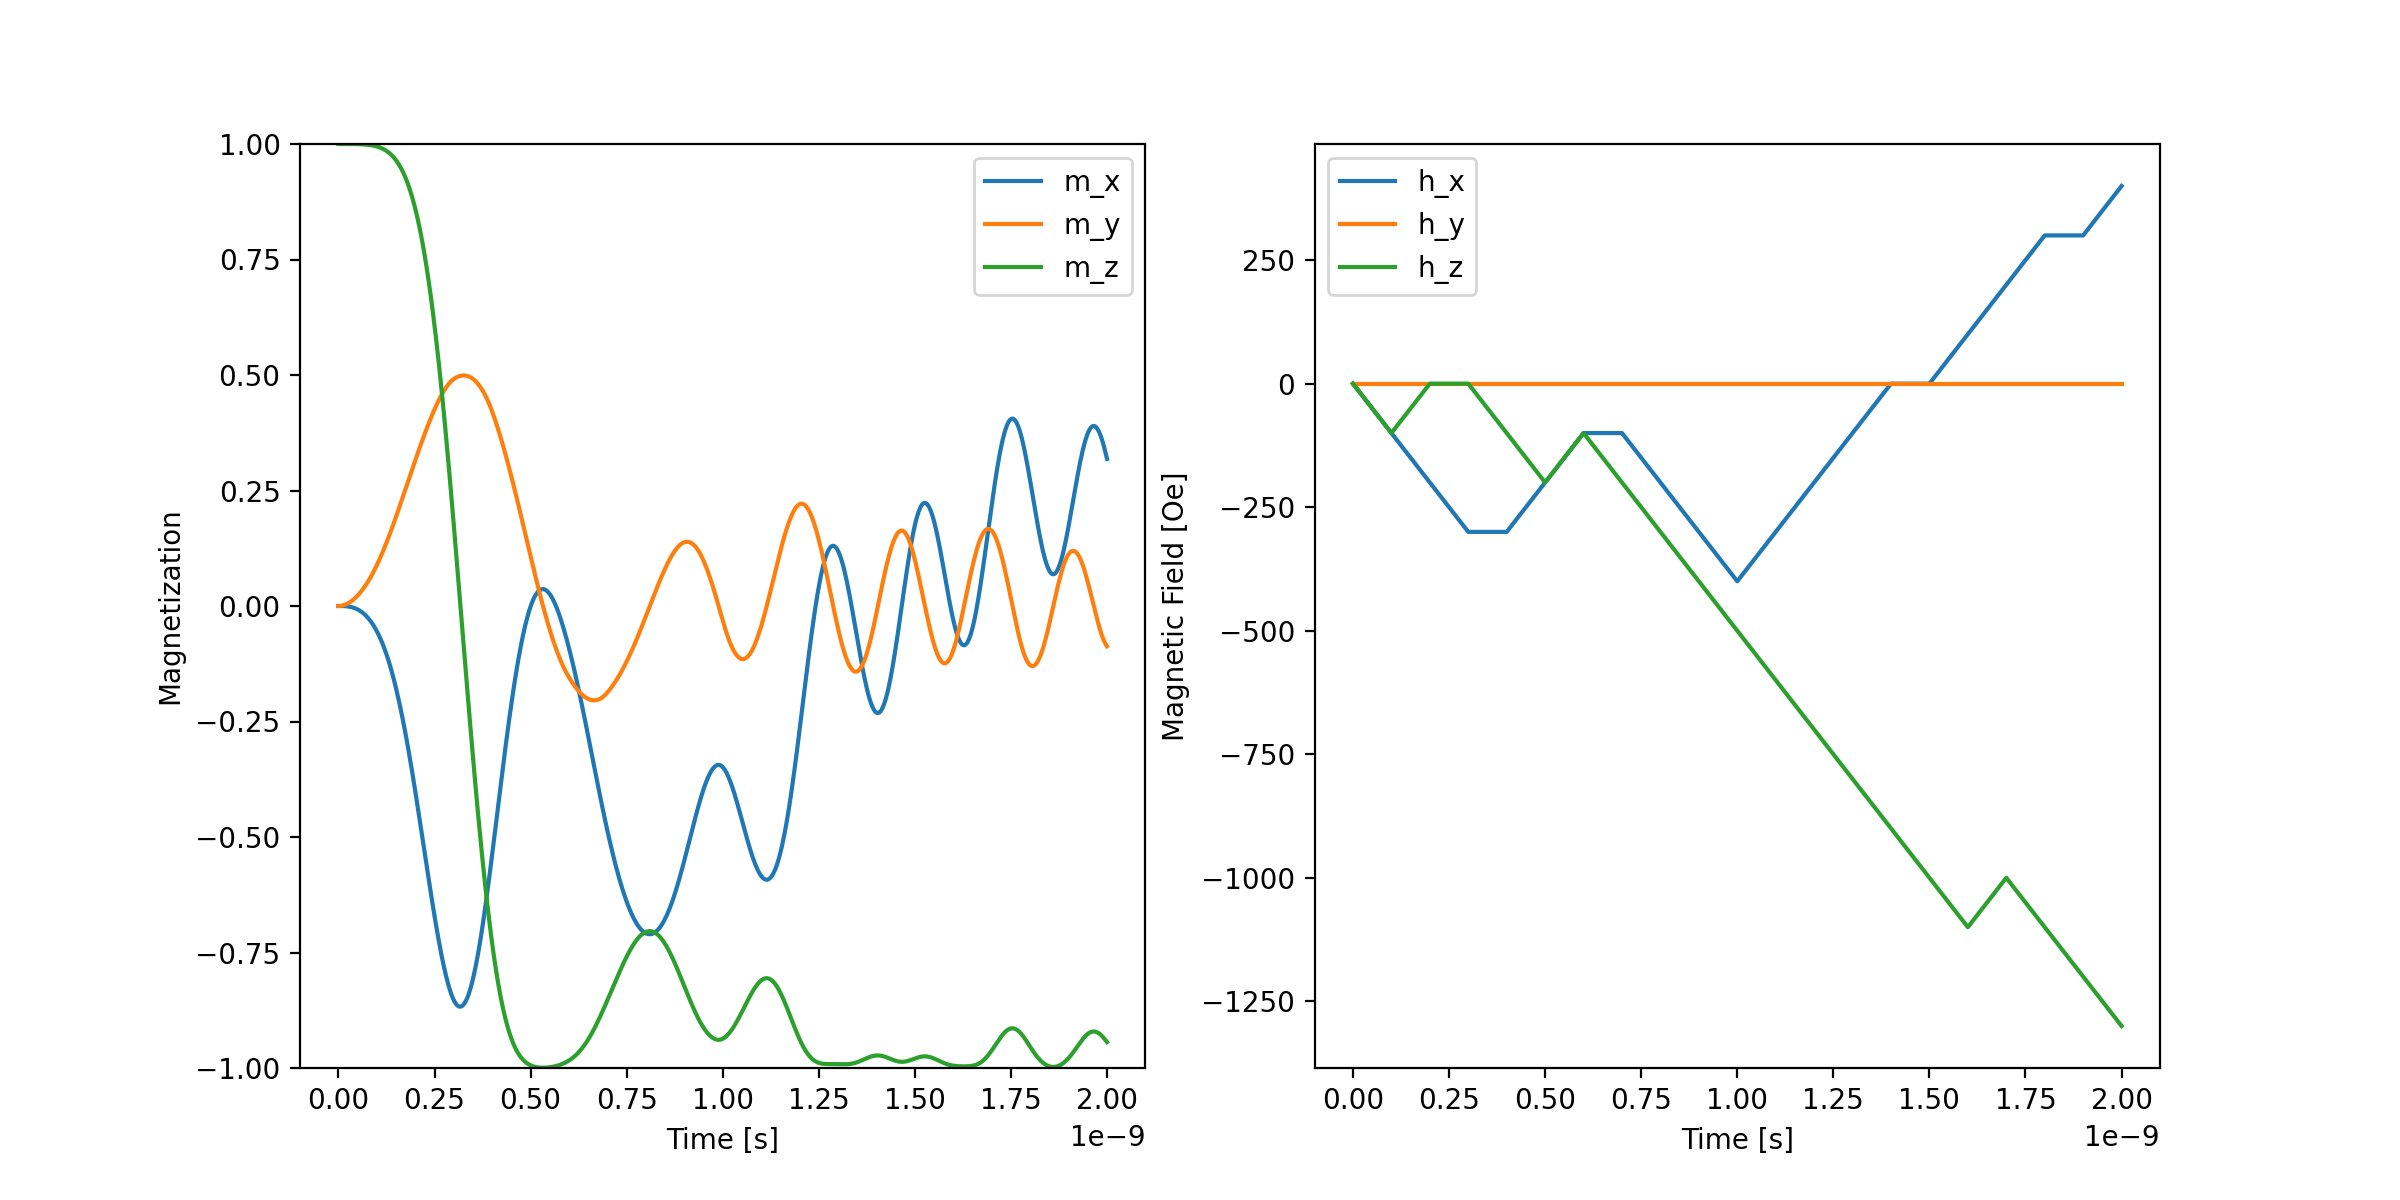 1.00
0.75
0.50
0.25
0.00
−0.25
−0.50
−0.75
−1.00
Magnetization
m_x
m_y
m_z
0.00 0.25 0.50 0.75 1.00 1.25 1.50 1.75 2.00
Time [s]
1e−9
250
0
−250
−500
−750
−1000
−1250
Magnetic Field [Oe]
h_x
h_y
h_z
0.00 0.25 0.50 0.75 1.00 1.25 1.50 1.75 2.00
Time [s]
1e−9